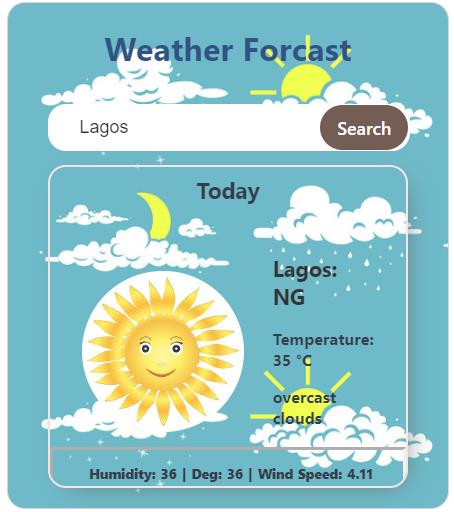 Weather Forcast
Lagos
Search
Today
Lagos:
NG
Temperature:
35 °C
overcast
clouds
Humidity: 36 | Deg: 36 | Wind Speed: 4.11